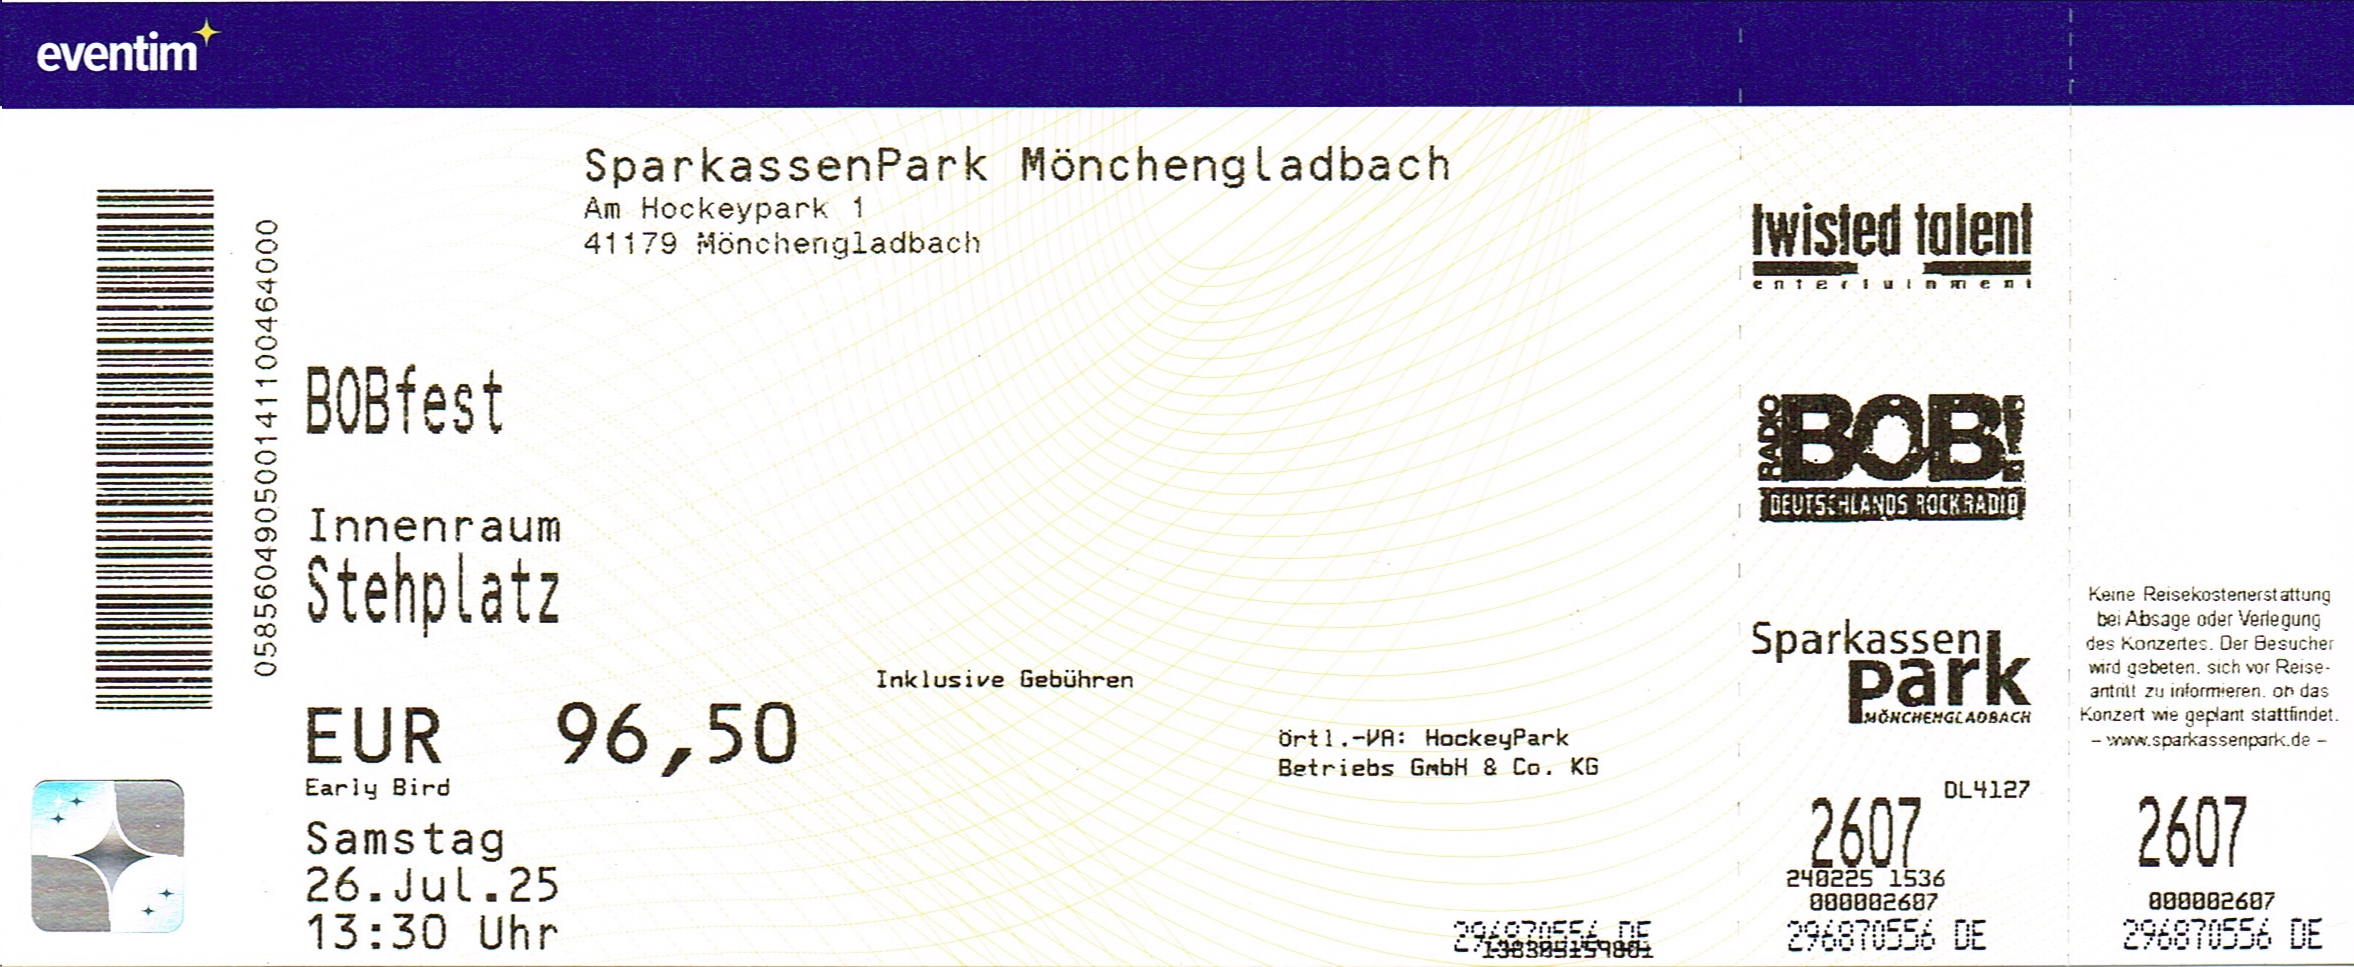 eventim
SparkassenPark Mönchengladbach
Am Hockeypark 1
41179 Mönchengladbach
058560490500141100464000
BOBfest
Innenraum
Stehplatz
Inklusive Gebühren
EUR 96,50
Early Bird
örtl.-VA: HockeyPark
Betriebs GmbH & Co. KG
Samstag
26.Jul.25
13:30 Uhr
296870556 DE
twisted talent
entertainment
RADIO
BOB!
DEUTSCHLANDS ROCKRADIO
Sparkassen
park
MÖNCHENGLADBACH
DL4127
2607
240225 1536
000002607
296870556 DE
Keine Reisekostenerstattung
bei Absage oder Verlegung
des Konzertes. Der Besucher
wird gebeten, sich vor Reise-
antritt zu informieren, ob das
Konzert wie geplant stattfindet.
– www.sparkassenpark.de –
2607
000002607
296870556 DE